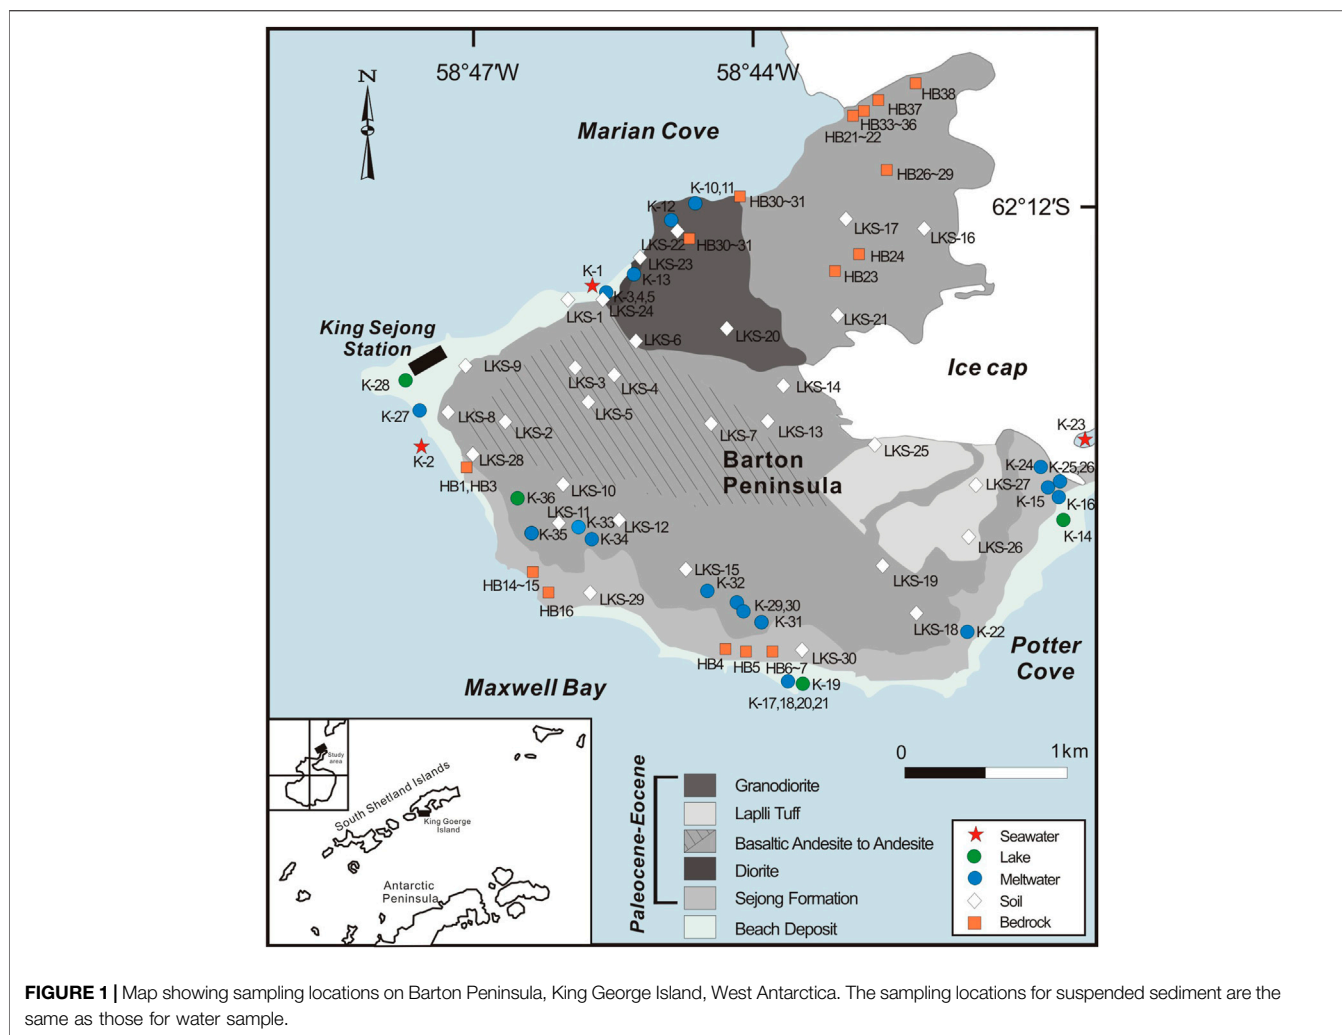 58°47′W
58°44′W
N
Marian Cove
HB38
HB37
HB33~36
HB21~22
HB26~29
K-10,11
HB30~31
62°12′S
K-12
LKS-17
LKS-16
LKS-22
HB30~31
LKS-23
HB24
K-1
K-13
HB23
K-3,4,5
LKS-24
LKS-1
LKS-21
King Sejong
Station
LKS-6
LKS-20
Ice cap
LKS-9
LKS-3
LKS-4
LKS-14
K-28
K-27
LKS-8
LKS-2
LKS-5
LKS-7
LKS-13
K-23
K-2
LKS-28
LKS-25
Barton
Peninsula
K-24
K-25,26
HB1,HB3
LKS-10
LKS-27
K-15
K-16
K-36
LKS-11
K-33
LKS-12
K-14
K-35
K-34
LKS-26
LKS-15
LKS-19
HB14~15
K-32
HB16
LKS-29
K-29,30
K-31
LKS-18
K-22
Potter
Cove
HB4
HB5
HB6~7
LKS-30
Maxwell Bay
K-19
K-17,18,20,21
0
1km
Study
area
South Shetland Islands
King Goerge
Island
Antarctic
Peninsula
Paleocene-Eocene
Granodiorite
Laplli Tuff
Basaltic Andesite to Andesite
Diorite
Sejong Formation
Beach Deposit
Seawater
Lake
Meltwater
Soil
Bedrock
FIGURE 1 | Map showing sampling locations on Barton Peninsula, King George Island, West Antarctica. The sampling locations for suspended sediment are the
same as those for water sample.